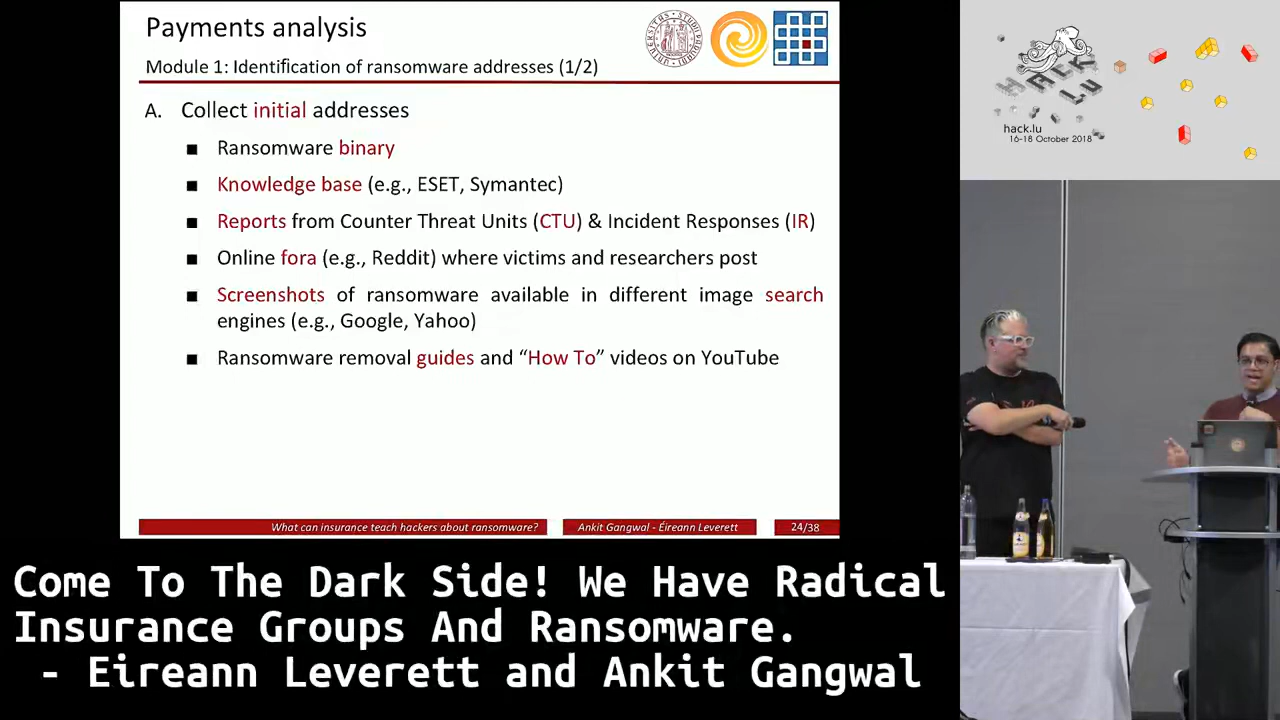 Payments analysis
Module 1: Identification of ransomware addresses (1/2)
A. Collect initial addresses
■ Ransomware binary
■ Knowledge base (e.g., ESET, Symantec)
■ Reports from Counter Threat Units (CTU) & Incident Responses (IR)
■ Online fora (e.g., Reddit) where victims and researchers post
■ Screenshots of ransomware available in different image search
engines (e.g., Google, Yahoo)
■ Ransomware removal guides and “How To” videos on YouTube
What can insurance teach hackers about ransomware?
Ankit Gangwal - Éireann Leverett
24/38
HACK
LU
hack.lu
16-18 October 2018
Come To The Dark Side! We Have Radical
Insurance Groups And Ransomware.
- Eireann Leverett and Ankit Gangwal